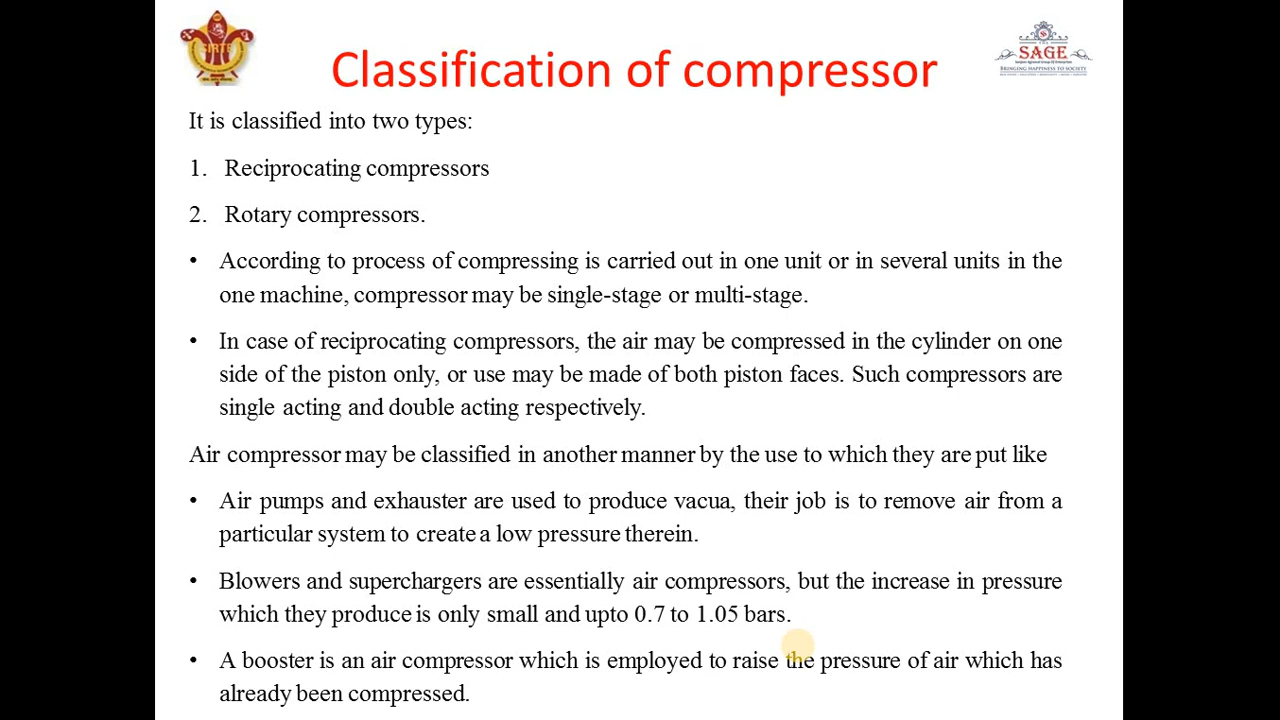 SIRTE
SAGE
BRINGING HAPPINESS TO SOCIETY
Classification of compressor
It is classified into two types:
1. Reciprocating compressors
2. Rotary compressors.
• According to process of compressing is carried out in one unit or in several units in the
one machine, compressor may be single-stage or multi-stage.
• In case of reciprocating compressors, the air may be compressed in the cylinder on one
side of the piston only, or use may be made of both piston faces. Such compressors are
single acting and double acting respectively.
Air compressor may be classified in another manner by the use to which they are put like
• Air pumps and exhauster are used to produce vacua, their job is to remove air from a
particular system to create a low pressure therein.
• Blowers and superchargers are essentially air compressors, but the increase in pressure
which they produce is only small and upto 0.7 to 1.05 bars.
• A booster is an air compressor which is employed to raise the pressure of air which has
already been compressed.